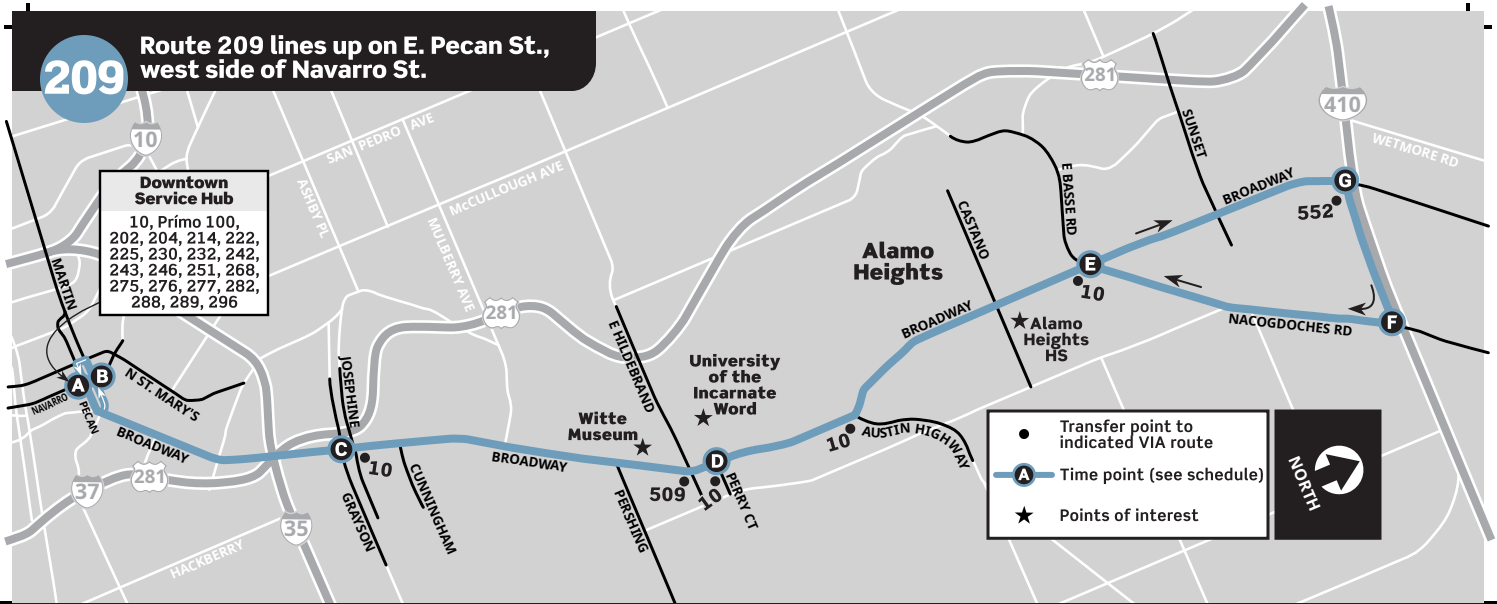 209
Route 209 lines up on E. Pecan St.,
west side of Navarro St.
10
SAN PEDRO AVE
McCULLOUGH AVE
ASHBY PL
MULBERRY AVE
281
281
410
WETMORE RD
Downtown
Service Hub
10, Prímo 100,
202, 204, 214, 222,
225, 230, 232, 242,
243, 246, 251, 268,
275, 276, 277, 282,
288, 289, 296
MARTIN
A
B
NAVARRO
PECAN
N ST. MARY'S
BROADWAY
281
37
35
HACKBERRY
JOSEPHINE
C
10
GRAYSON
CUNNINGHAM
BROADWAY
E HILDEBRAND
Witte
Museum
University
of the
Incarnate
Word
D
509
10
PERRY CT
PERSHING
10
AUSTIN HIGHWAY
Alamo
Heights
BROADWAY
CASTANO
E BASSE RD
E
10
Alamo
Heights
HS
SUNSET
BROADWAY
G
552
F
NACOGDOCHES RD
Transfer point to
indicated VIA route
A
Time point (see schedule)
Points of interest
NORTH